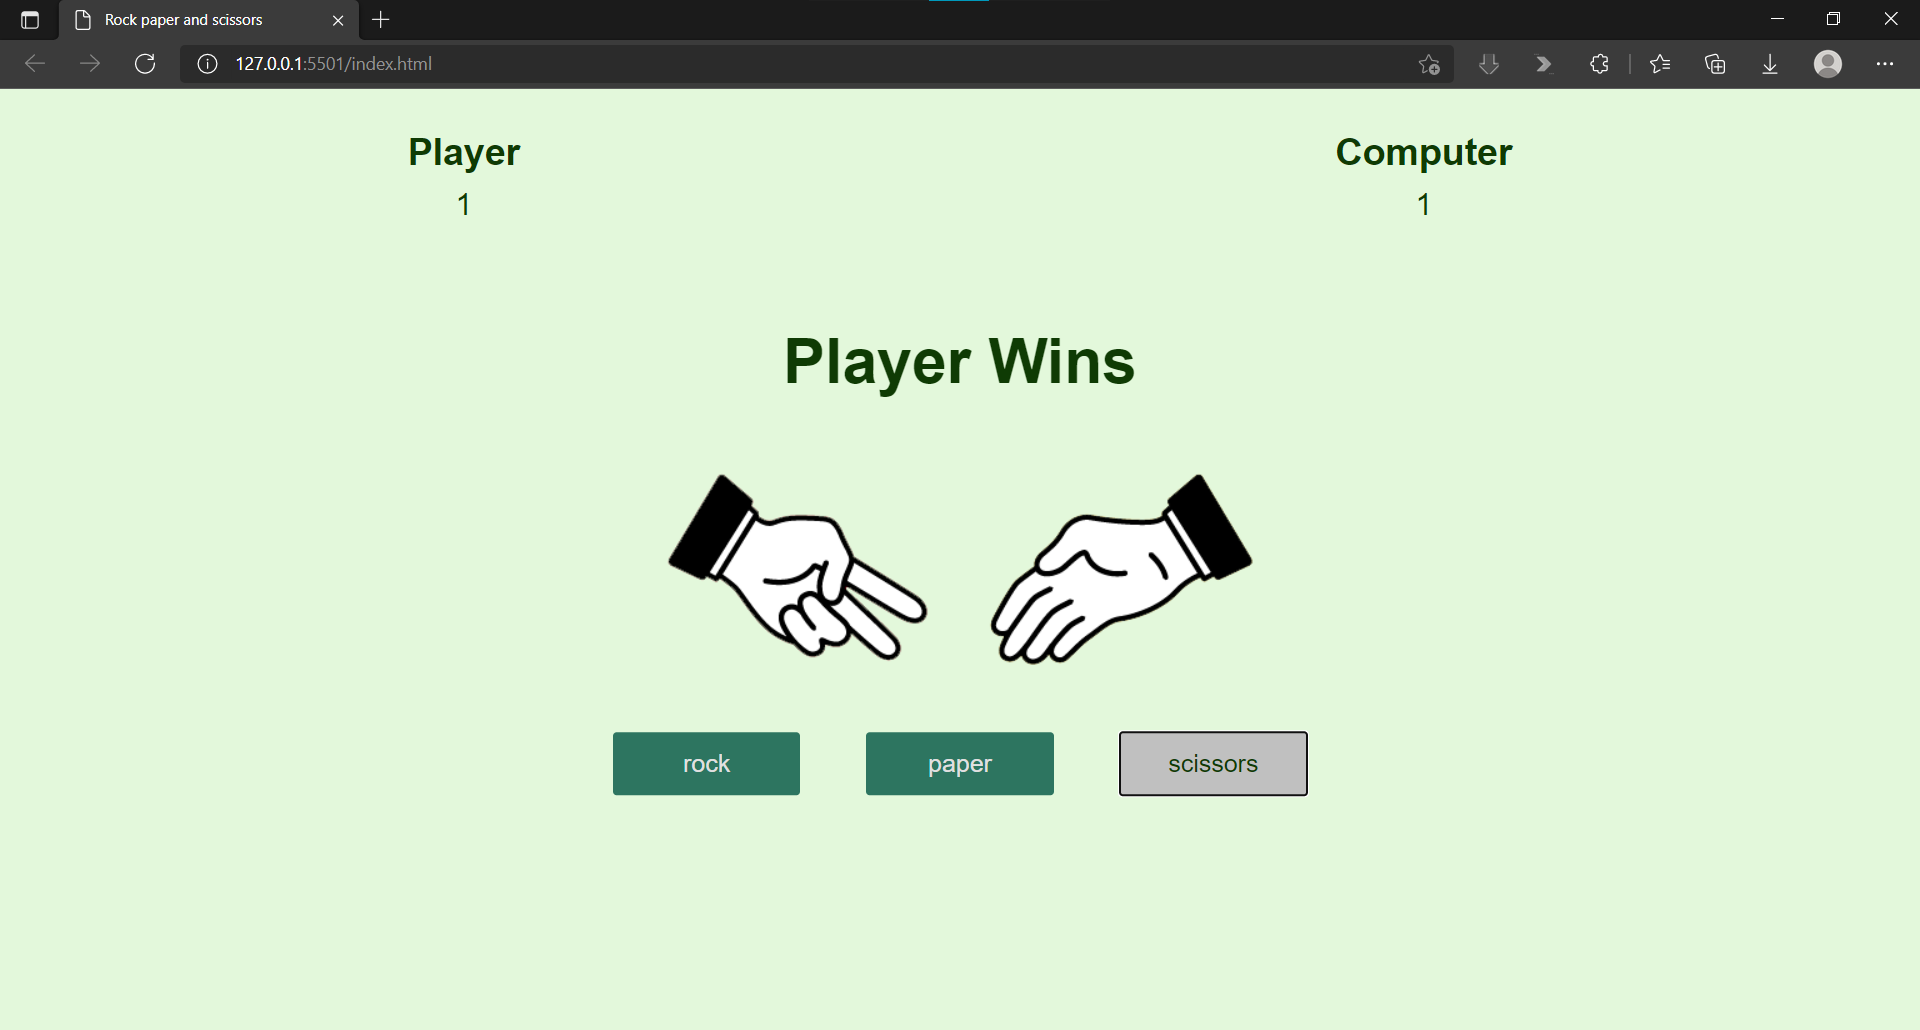 Rock paper and scissors
127.0.0.1:5501/index.html
Player
Computer
1
1
Player Wins
rock
paper
scissors